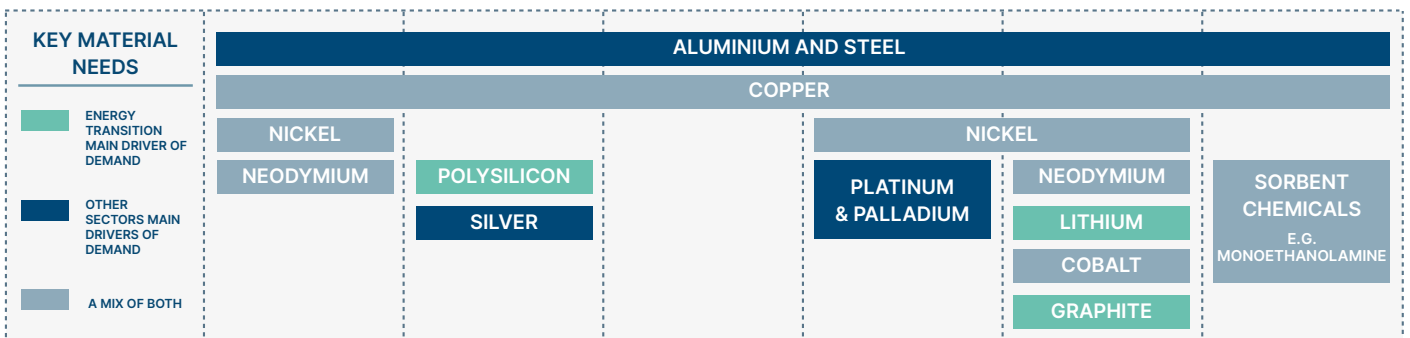 KEY MATERIAL
NEEDS
ENERGY
TRANSITION
MAIN DRIVER OF
DEMAND
OTHER
SECTORS MAIN
DRIVERS OF
DEMAND
A MIX OF BOTH
ALUMINIUM AND STEEL
COPPER
NICKEL
NICKEL
NEODYMIUM
POLYSILICON
SILVER
PLATINUM
& PALLADIUM
NEODYMIUM
LITHIUM
COBALT
GRAPHITE
SORBENT
CHEMICALS
E.G.
MONOETHANOLAMINE